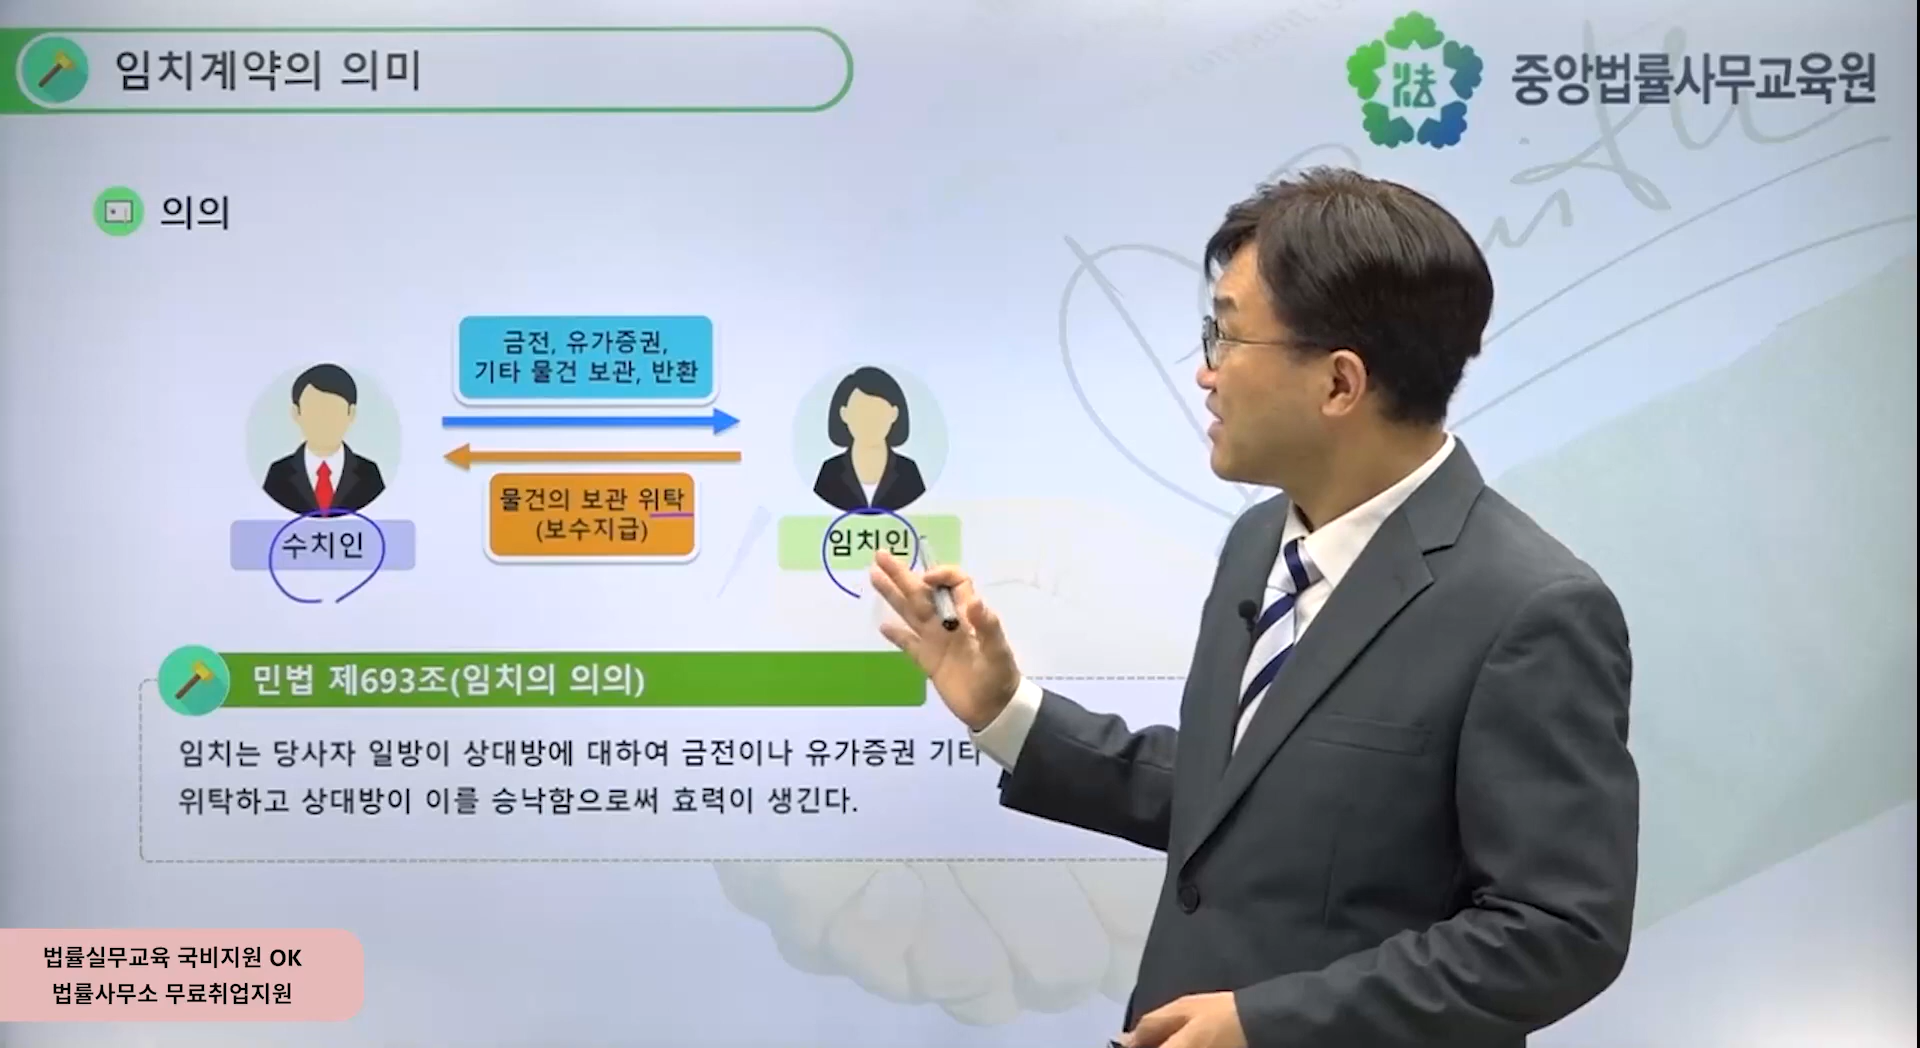 임치계약의 의미
法
중앙법률사무교육원
의의
금전, 유가증권,
기타 물건 보관, 반환
물건의 보관 위탁
(보수지급)
수치인
임치인
민법 제693조(임치의 의의)
임치는 당사자 일방이 상대방에 대하여 금전이나 유가증권 기타
위탁하고 상대방이 이를 승낙함으로써 효력이 생긴다.
법률실무교육 국비지원 OK
법률사무소 무료취업지원